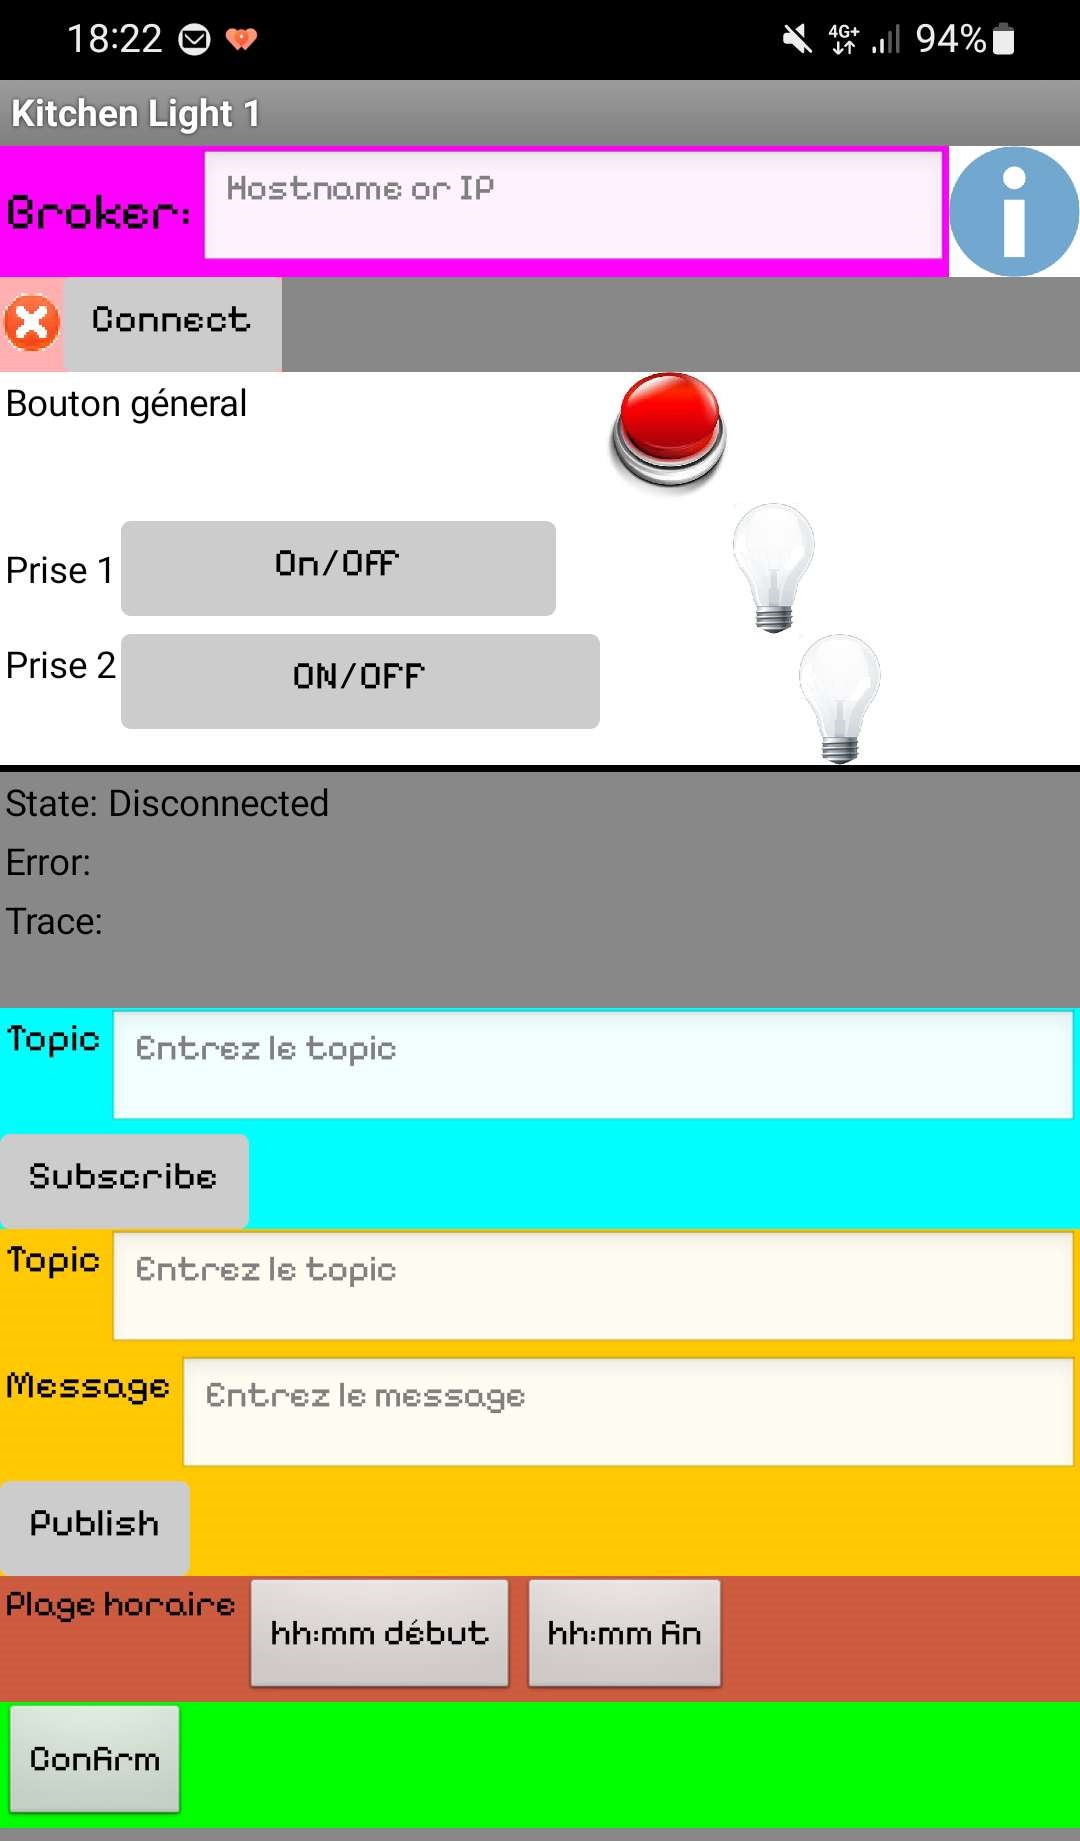 18:22 4G+ 94%
Kitchen Light 1
Broker: Hostname or IP
Connect
Bouton géneral
Prise 1 On/Off
Prise 2 ON/OFF
State: Disconnected
Error:
Trace:
Topic Entrez le topic
Subscribe
Topic Entrez le topic
Message Entrez le message
Publish
Plage horaire hh:mm début hh:mm fin
Confirm